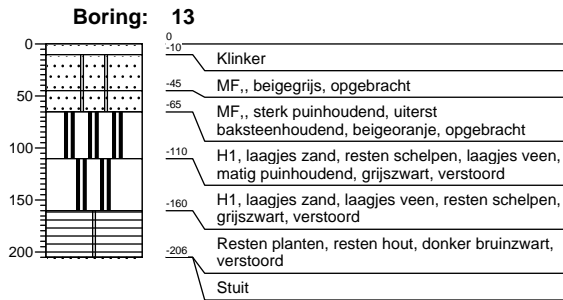 Boring: 13
0
0
-10
Klinker
-45
MF,, beigegrijs, opgebracht
50
-65
MF,, sterk puinhoudend, uiterst
baksteenhoudend, beigeoranje, opgebracht
100
-110
H1, laagjes zand, resten schelpen, laagjes veen,
matig puinhoudend, grijszwart, verstoord
150
-160
H1, laagjes zand, laagjes veen, resten schelpen,
grijszwart, verstoord
200
-206
Resten planten, resten hout, donker bruinzwart,
verstoord
Stuit